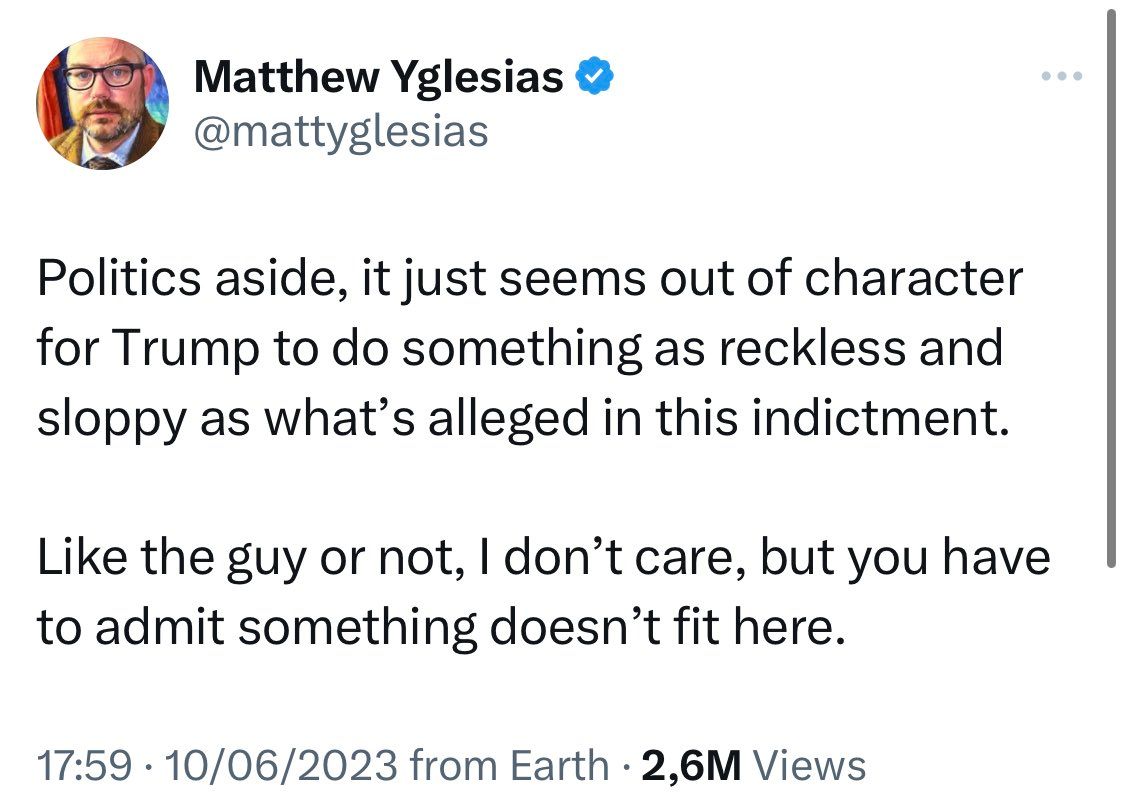 Matthew Yglesias
@mattyglesias
Politics aside, it just seems out of character
for Trump to do something as reckless and
sloppy as what’s alleged in this indictment.
Like the guy or not, I don’t care, but you have
to admit something doesn’t fit here.
17:59 · 10/06/2023 from Earth · 2,6M Views